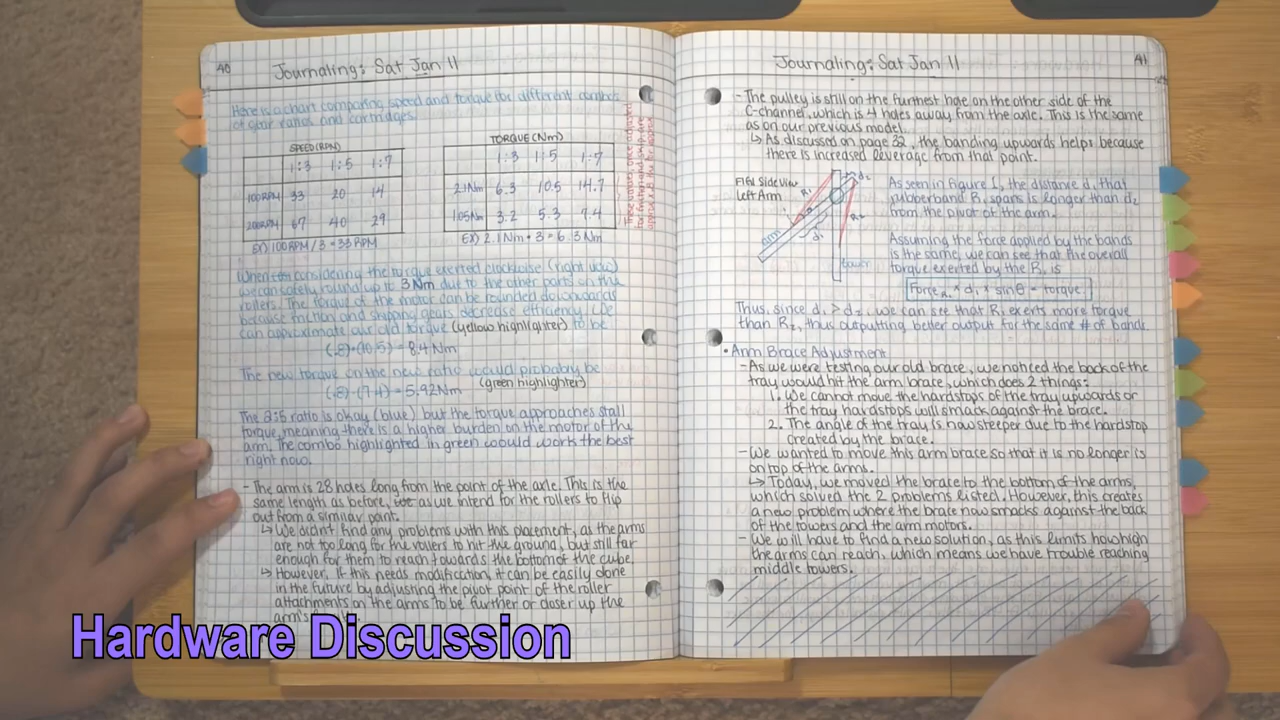 40
Journaling: Sat Jan 11
Here is a chart comparing speed and torque for different combos
of gear ratios and cartridges.
SPEED (RPM)
1:3 1:5 1:7
100RPM 33 20 14
200RPM 67 40 29
EX) 100RPM/3 = 33 RPM
TORQUE (Nm)
1:3 1:5 1:7
2.1Nm 6.3 10.5 14.7
1.05Nm 3.2 5.3 7.4
EX) 2.1Nm * 3 = 6.3Nm
These values, once adjusted
for friction and slip, are
approx x.8 the
When considering the torque exerted clockwise (right
we can safely round up to 3Nm due to the other parts on the
rollers. The torque of the motor can be rounded downwards
because friction and skipping gears decrease efficiency. We
can approximate our old torque (yellow highlighter) to be
(.8)*(10.5) = 8.4Nm
The new torque on the new ratio would probably be
(.8)*(7.4) = 5.92Nm (green highlighter)
The ratio is okay (blue) but the torque approaches stall
torque, meaning there is a higher burden on the motor of the
arm. The combo highlighted in green would work the best
right now.
- The arm is 28 holes long from the point of the axle. This is the
same length as before, as we intend for the rollers to flip
out from a similar point.
↳ We didn't find any problems with this placement, as the arms
are not too long for the rollers to hit the ground, but still far
enough for them to reach towards the bottom of the cube.
↳ However, if this needs modification, it can be easily done
in the future by adjusting the pivot point of the roller
attachments on the arms to be further or closer up the
arm's
41
Journaling: Sat Jan 11
- The pulley is still on the furthest hole on the other side of the
C-channel, which is 4 holes away from the axle. This is the same
as on our previous model.
↳ As discussed on page 32, the banding upwards helps because
there is increased leverage from that point.
Side View
Left Arm
R₁
d₂
R₂
d₁
arm
tower
As seen in Figure 1, the distance d₁ that
rubberband R₁ spans is longer than d₂
from the pivot of the arm.
Assuming the force applied by the bands
is the same, we can see that the overall
torque exerted by the R₁ is
Force R₁ * d₁ * sinθ = torque
Thus, since d₁ > d₂, we can see that R₁ exerts more torque
than R₂, thus outputting better output for the same # of bands
• Arm Brace Adjustment
- As we were testing our old brace, we noticed the back of the
tray would hit the arm brace, which does 2 things:
1. We cannot move the hardstops of the tray upwards or
the tray hardstops will smack against the brace.
2. The angle of the tray is now steeper due to the hardstop
created by the brace.
- We wanted to move this arm brace so that it is no longer is
on top of the arms.
↳ Today, we moved the brace to the bottom of the arms,
which solved the 2 problems listed. However, this creates
a new problem where the brace now smacks against the back
of the towers and the arm motors.
- We will have to find a new solution, as this limits how high
the arms can reach, which means we have trouble reaching
middle towers.
Hardware Discussion